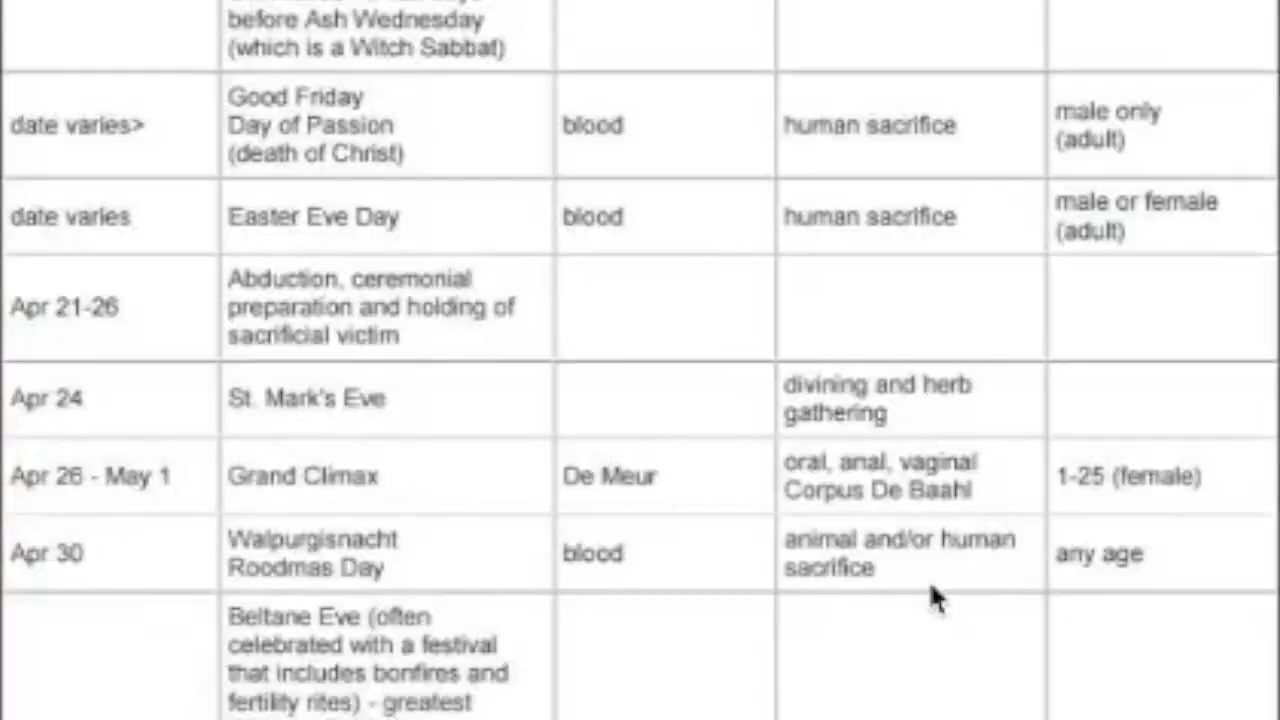 before Ash Wednesday
(which is a Witch Sabbat)
date varies>
Good Friday
Day of Passion
(death of Christ)
blood
human sacrifice
male only
(adult)
date varies
Easter Eve Day
blood
human sacrifice
male or female
(adult)
Apr 21-26
Abduction, ceremonial
preparation and holding of
sacrificial victim
Apr 24
St. Mark's Eve
divining and herb
gathering
Apr 26 - May 1
Grand Climax
De Meur
oral, anal, vaginal
Corpus De Baahl
1-25 (female)
Apr 30
Walpurgisnacht
Roodmas Day
blood
animal and/or human
sacrifice
any age
Beltane Eve (often
celebrated with a festival
that includes bonfires and
fertility rites) - greatest